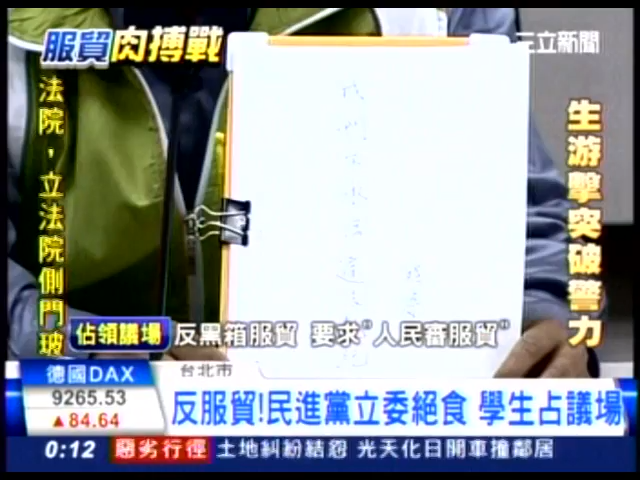 服貿肉搏戰
三立新聞
法院，立法院側門玻
生游擊突破警力
佔領議場 反黑箱服貿 要求"人民審服貿"
德國DAX
9265.53
▲84.64
台北市
反服貿!民進黨立委絕食 學生占議場
0:12 惡劣行徑 土地糾紛結怨 光天化日開車撞鄰居